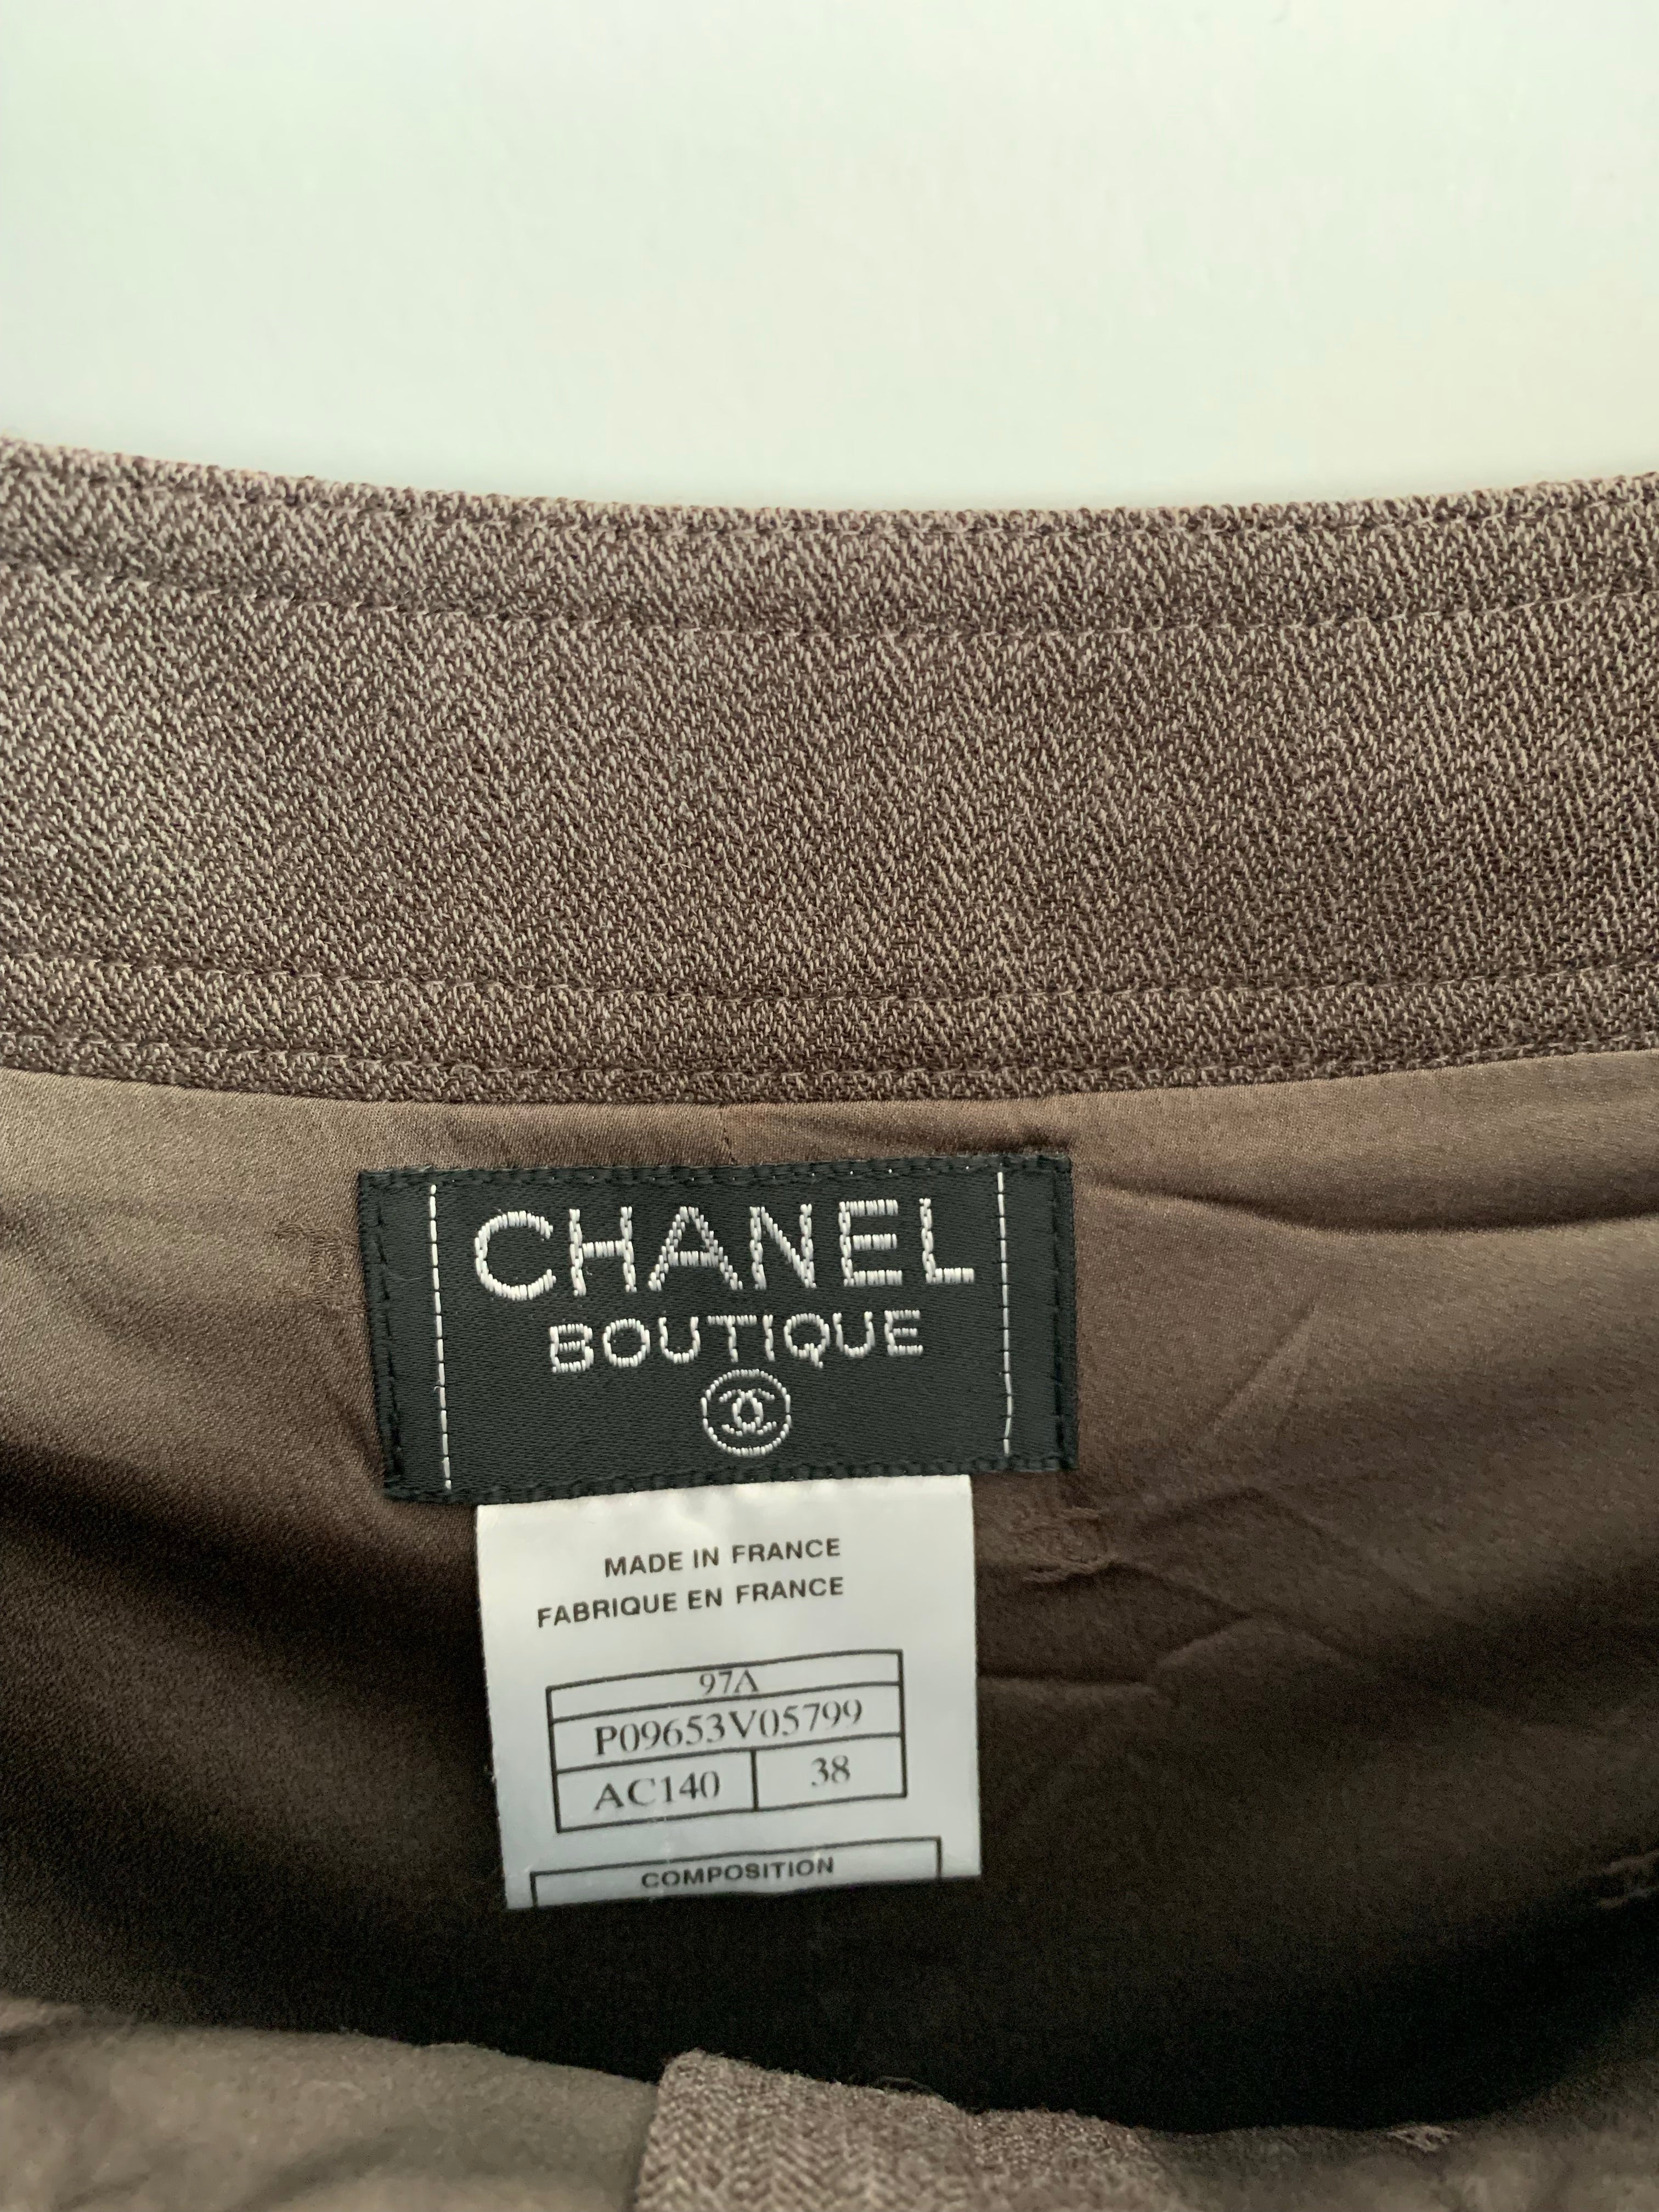 CHANEL
BOUTIQUE
MADE IN FRANCE
FABRIQUE EN FRANCE
97A
P09653V05799
AC140 38
COMPOSITION